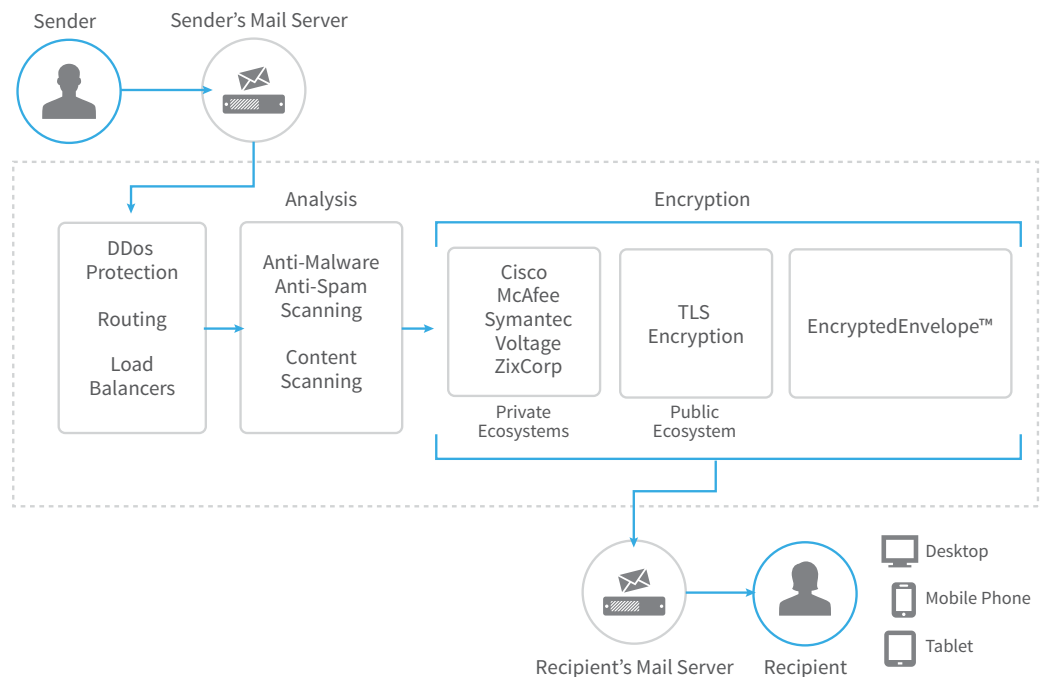 Sender
Sender's Mail Server
Analysis
Encryption
DDos
Protection
Routing
Load
Balancers
Anti-Malware
Anti-Spam
Scanning
Content
Scanning
Cisco
McAfee
Symantec
Voltage
ZixCorp
Private
Ecosystems
TLS
Encryption
Public
Ecosystem
EncryptedEnvelope™
Recipient's Mail Server
Recipient
Desktop
Mobile Phone
Tablet